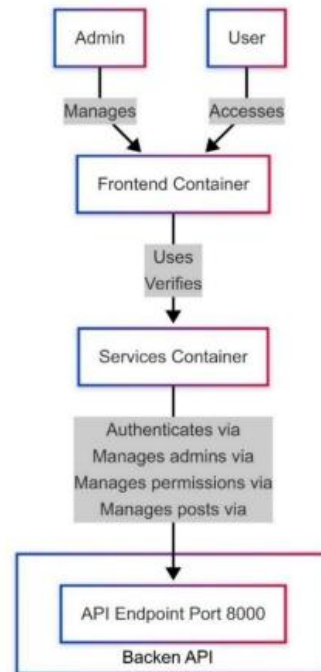 Admin
User
Manages
Accesses
Frontend Container
Uses
Verifies
Services Container
Authenticates via
Manages admins via
Manages permissions via
Manages posts via
API Endpoint Port 8000
Backen API